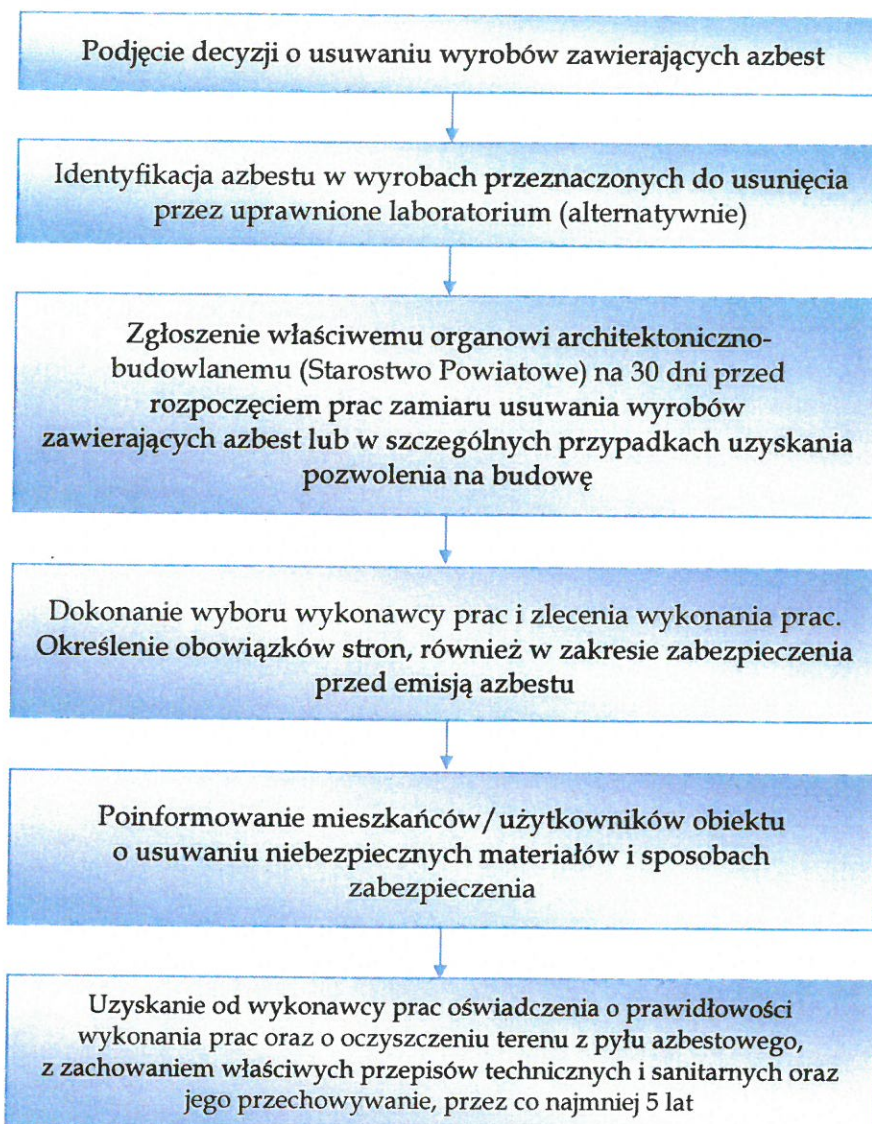 Podjęcie decyzji o usuwaniu wyrobów zawierających azbest
Identyfikacja azbestu w wyrobach przeznaczonych do usunięcia
przez uprawnione laboratorium (alternatywnie)
Zgłoszenie właściwemu organowi architektoniczno-
budowlanemu (Starostwo Powiatowe) na 30 dni przed
rozpoczęciem prac zamiaru usuwania wyrobów
zawierających azbest lub w szczególnych przypadkach uzyskania
pozwolenia na budowę
Dokonanie wyboru wykonawcy prac i zlecenia wykonania prac.
Określenie obowiązków stron, również w zakresie zabezpieczenia
przed emisją azbestu
Poinformowanie mieszkańców/użytkowników obiektu
o usuwaniu niebezpiecznych materiałów i sposobach
zabezpieczenia
Uzyskanie od wykonawcy prac oświadczenia o prawidłowości
wykonania prac oraz o oczyszczeniu terenu z pyłu azbestowego,
z zachowaniem właściwych przepisów technicznych i sanitarnych oraz
jego przechowywanie, przez co najmniej 5 lat